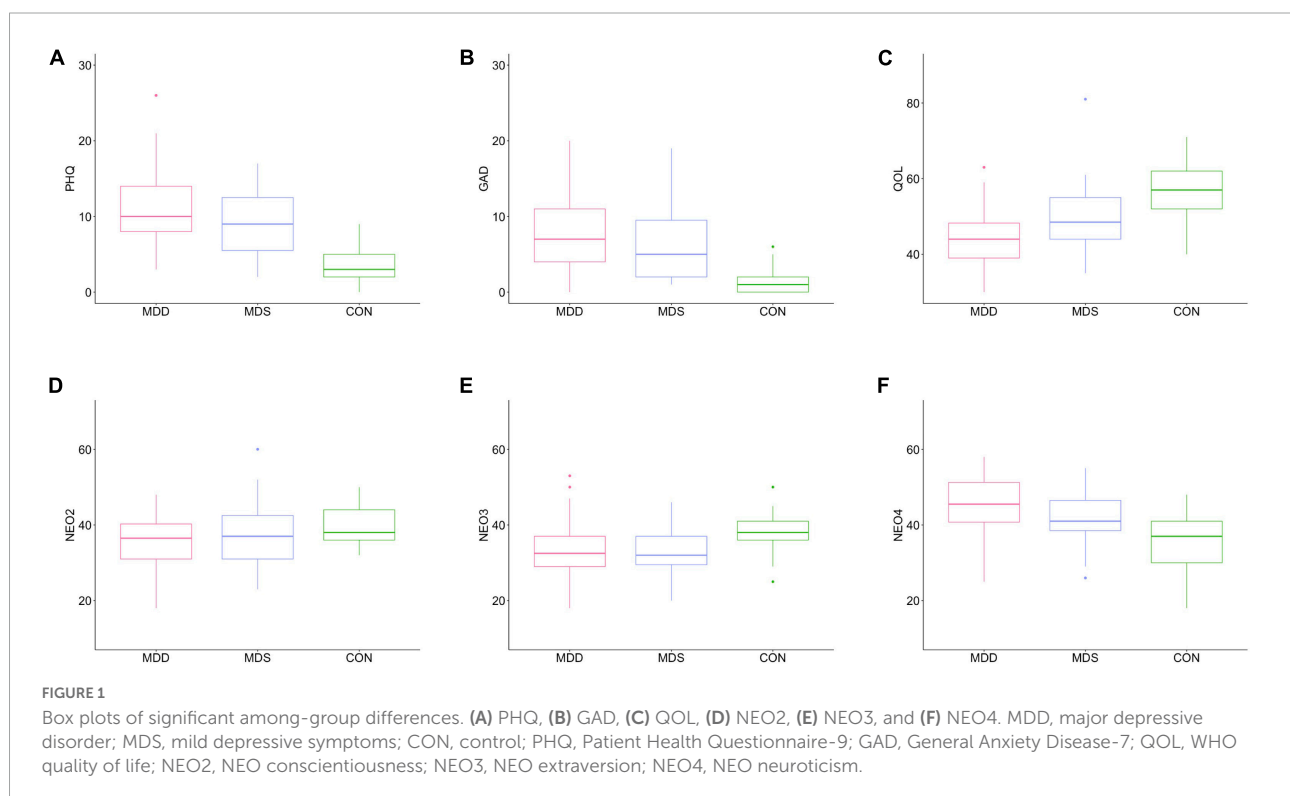 A
30
20
10
0
PHQ
MDD MDS CON
B
30
20
10
0
GAD
MDD MDS CON
C
80
60
40
QOL
MDD MDS CON
D
60
40
20
NEO2
MDD MDS CON
E
60
40
20
NEO3
MDD MDS CON
F
60
40
20
NEO4
MDD MDS CON
FIGURE 1
Box plots of significant among-group differences. (A) PHQ, (B) GAD, (C) QOL, (D) NEO2, (E) NEO3, and (F) NEO4. MDD, major depressive
disorder; MDS, mild depressive symptoms; CON, control; PHQ, Patient Health Questionnaire-9; GAD, General Anxiety Disease-7; QOL, WHO
quality of life; NEO2, NEO conscientiousness; NEO3, NEO extraversion; NEO4, NEO neuroticism.